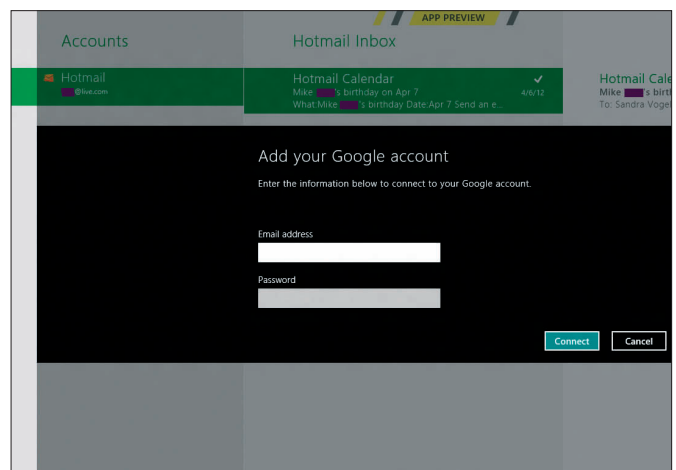 APP PREVIEW
Accounts
Hotmail Inbox
Hotmail
@live.com
Hotmail Calendar
Mike 's birthday on Apr 7
4/6/12
What:Mike 's birthday Date:Apr 7 Send an e...
Hotmail Cale
Mike 's birth
To: Sandra Vogel
Add your Google account
Enter the information below to connect to your Google account.
Email address
Password
Connect
Cancel